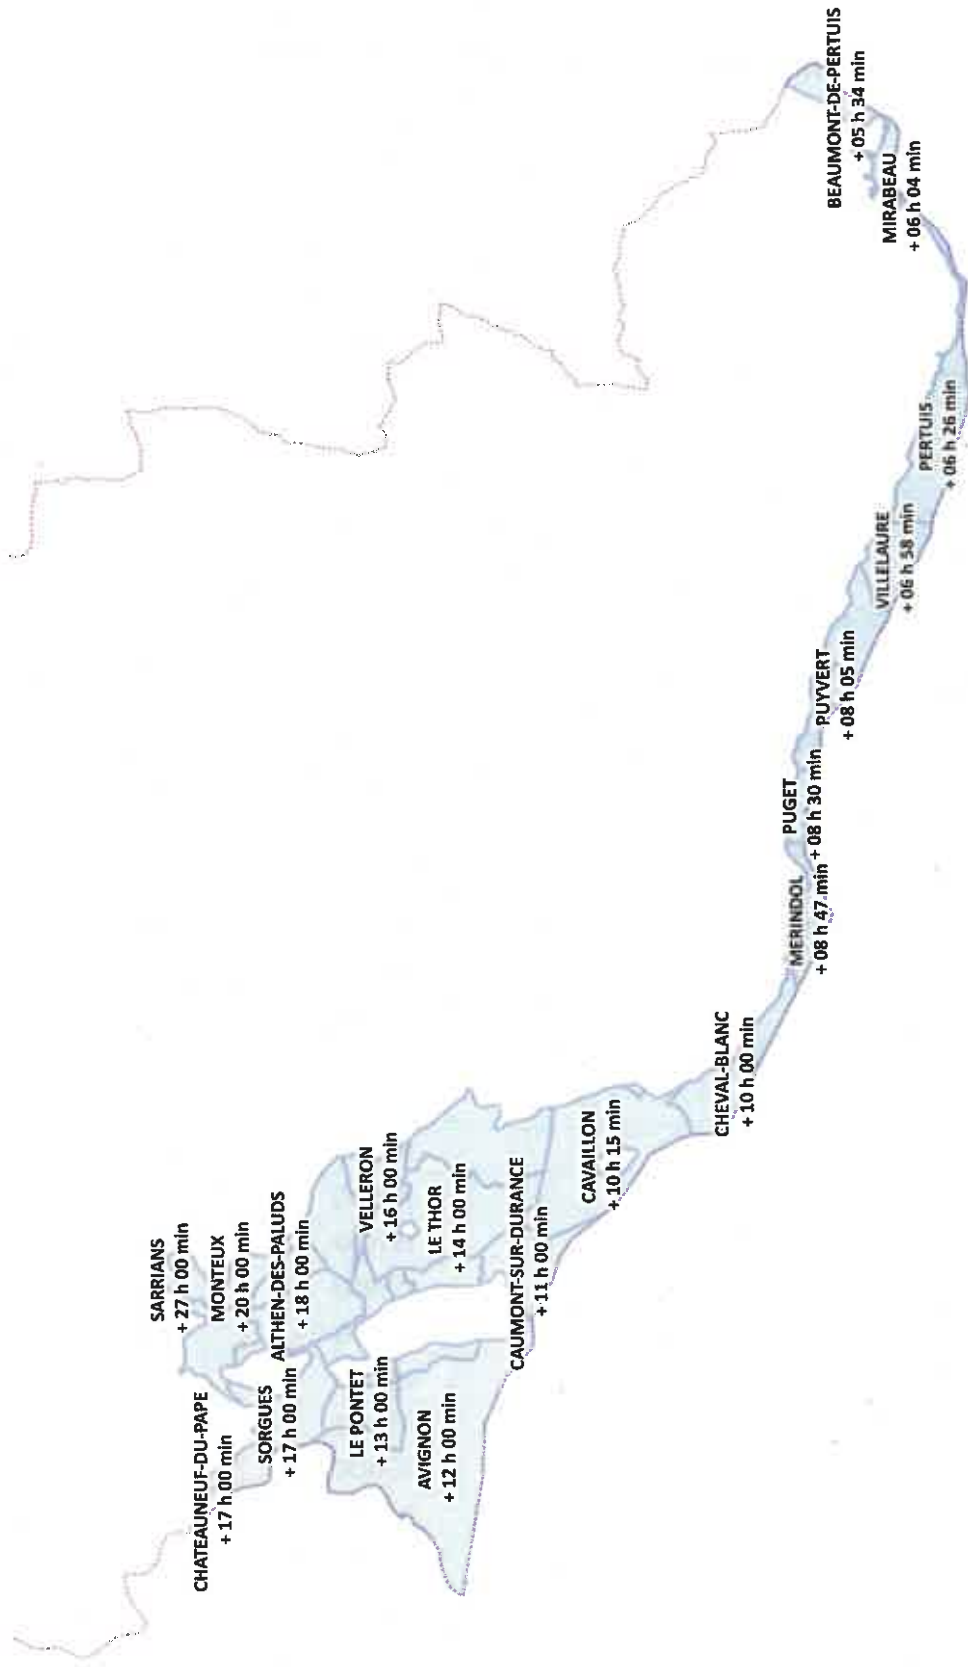 CHATEAUNEUF-DU-PAPE
+ 17 h 00 min
SARRIANS
+ 27 h 00 min
MONTEUX
+ 20 h 00 min
SORGUES
+ 17 h 00 min
ALTHEN-DES-PALUDS
+ 18 h 00 min
LE PONTET
+ 13 h 00 min
VELLERON
+ 16 h 00 min
AVIGNON
+ 12 h 00 min
LE THOR
+ 14 h 00 min
CAUMONT-SUR-DURANCE
+ 11 h 00 min
CAVAILLON
+ 10 h 15 min
CHEVAL-BLANC
+ 10 h 00 min
MERINDOL
+ 08 h 47 min
PUGET
+ 08 h 30 min
PUYVERT
+ 08 h 05 min
VILLELAURE
+ 06 h 58 min
PERTUIS
+ 06 h 26 min
MIRABEAU
+ 06 h 04 min
BEAUMONT-DE-PERTUIS
+ 05 h 34 min